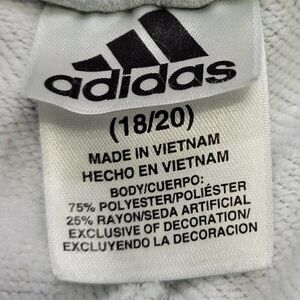 adidas
(18/20)
MADE IN VIETNAM
HECHO EN VIETNAM
BODY/CUERPO:
75% POLYESTER/POLIÉSTER
25% RAYON/SEDA ARTIFICIAL
EXCLUSIVE OF DECORATION/
EXCLUYENDO LA DECORACION